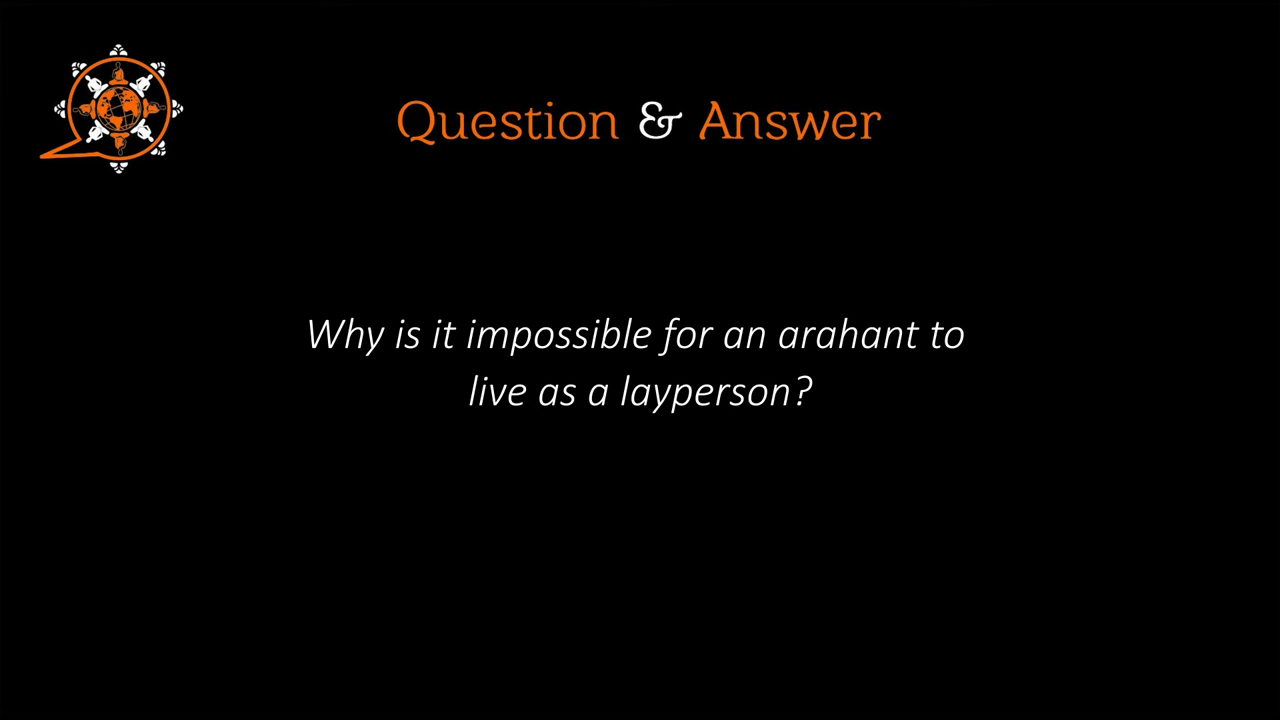 Question & Answer
Why is it impossible for an arahant to
live as a layperson?